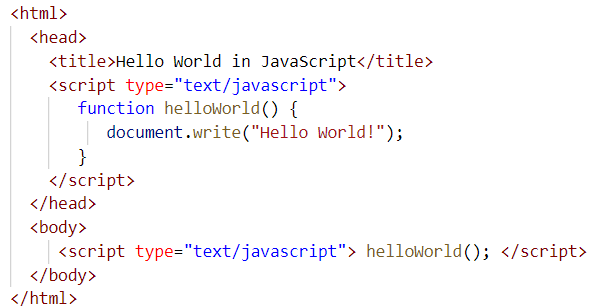 <html>
<head>
<title>Hello World in JavaScript</title>
<script type="text/javascript">
function helloWorld() {
document.write("Hello World!");
}
</script>
</head>
<body>
<script type="text/javascript"> helloWorld(); </script>
</body>
</html>